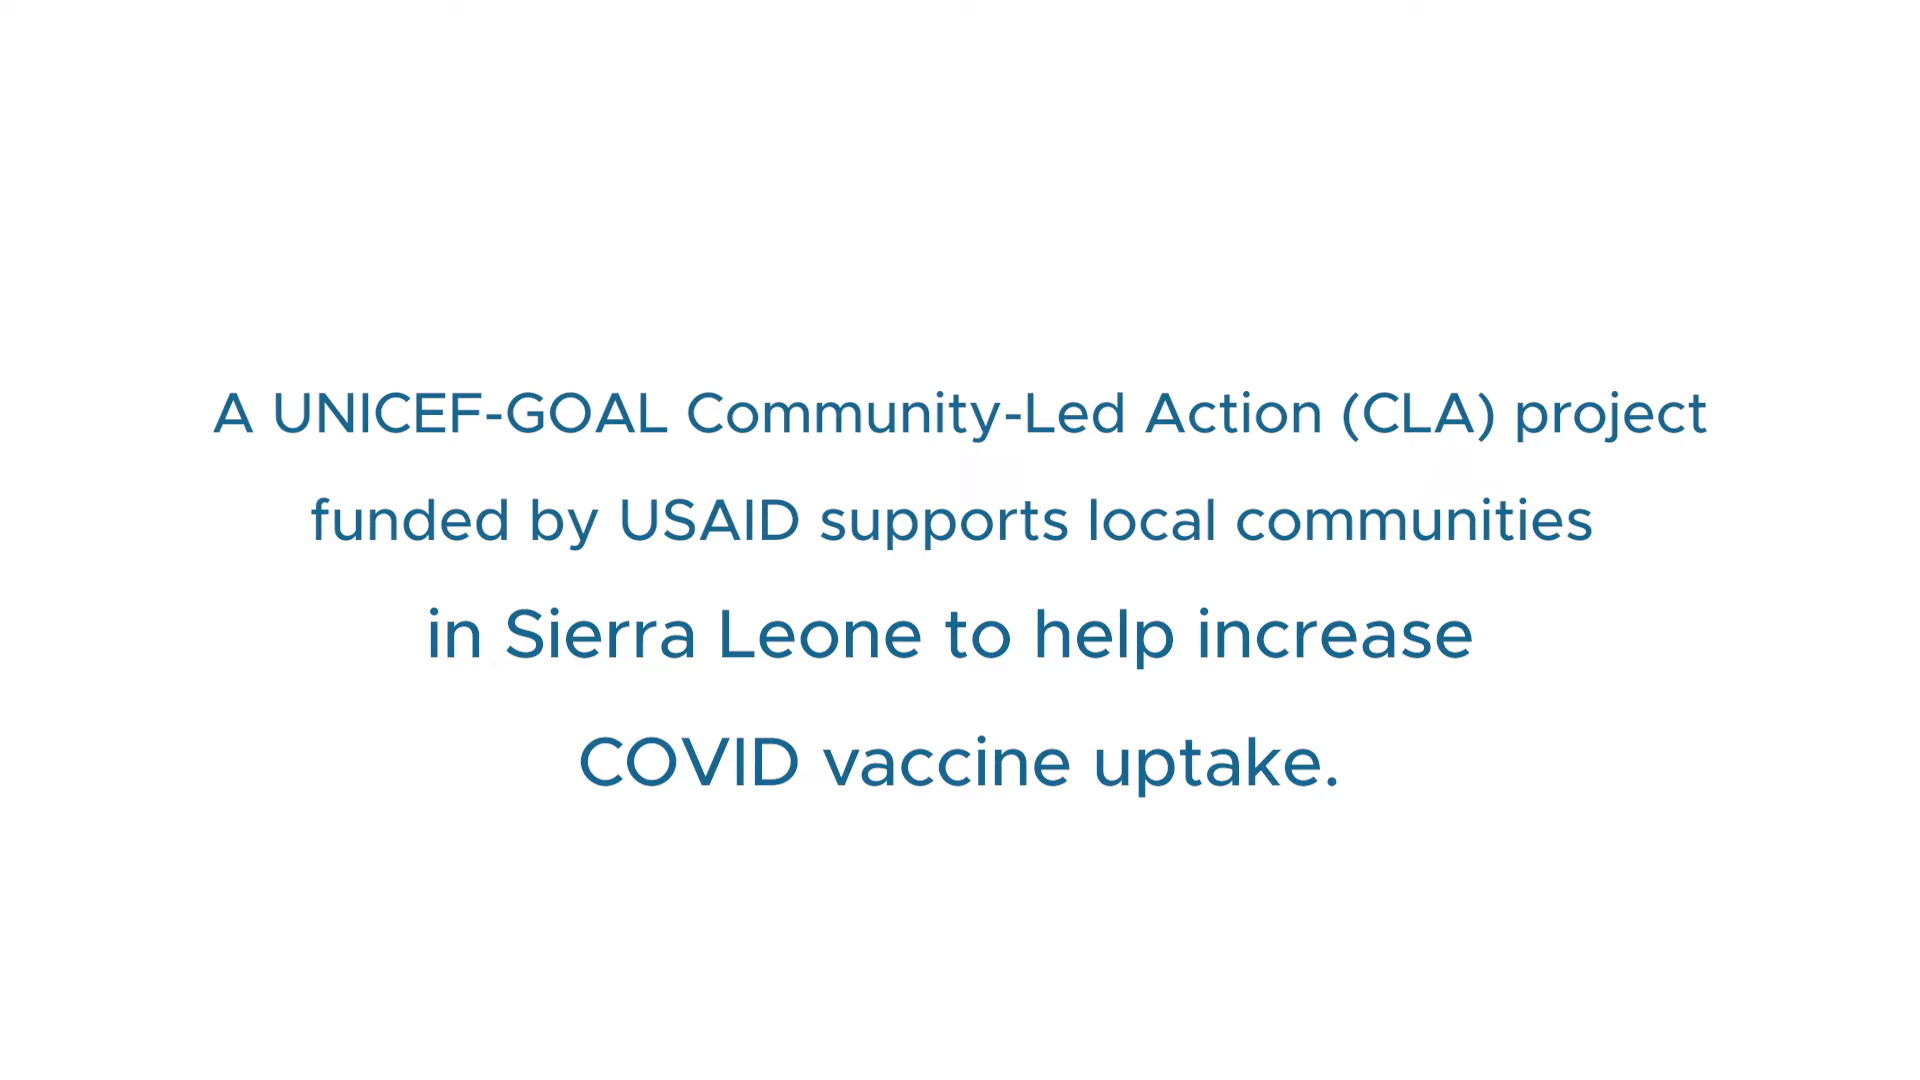 A UNICEF-GOAL Community-Led Action (CLA) project
funded by USAID supports local communities
in Sierra Leone to help increase
COVID vaccine uptake.